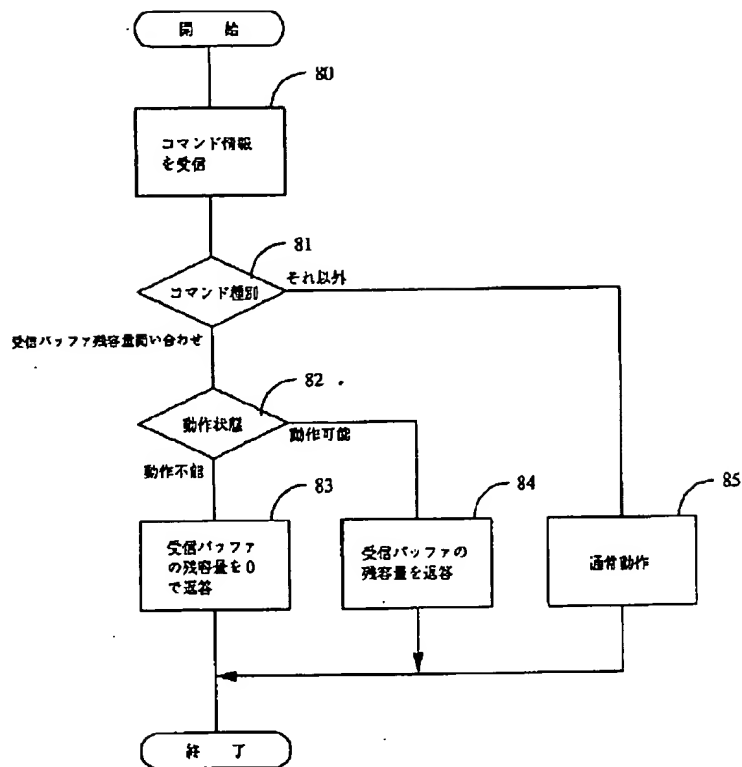 開 始
80
コマンド情報
を受信
81
コマンド種別
それ以外
受信バッファ残容量問い合わせ
82
動作状態
動作可能
動作不能
83
84
85
受信バッファ
の残容量を0
で返答
受信バッファの
残容量を返答
通常動作
終 了